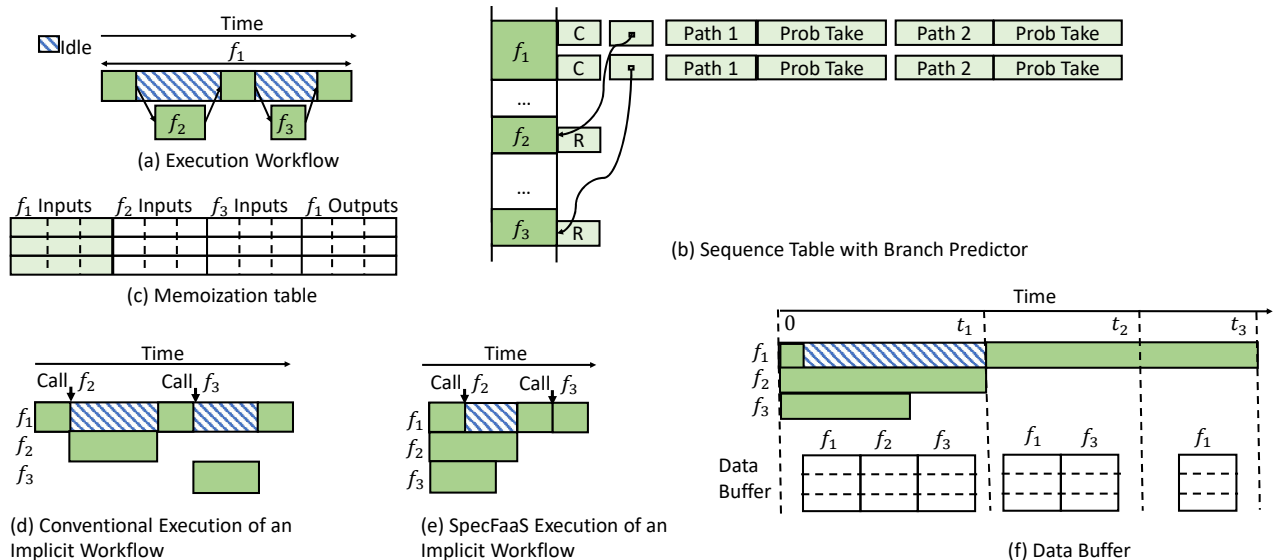 Time
Idle
f₁
f₂
f₃
(a) Execution Workflow
f₁
C
Path 1
Prob Take
Path 2
Prob Take
C
Path 1
Prob Take
Path 2
Prob Take
...
f₂
R
...
f₃
R
(b) Sequence Table with Branch Predictor
f₁ Inputs
f₂ Inputs
f₃ Inputs
f₁ Outputs
(c) Memoization table
Time
Call f₂
Call f₃
f₁
f₂
f₃
(d) Conventional Execution of an
Implicit Workflow
Time
Call f₂
Call f₃
f₁
f₂
f₃
(e) SpecFaaS Execution of an
Implicit Workflow
Time
0
t₁
t₂
t₃
f₁
f₂
f₃
f₁
f₂
f₃
f₁
f₃
f₁
Data
Buffer
(f) Data Buffer